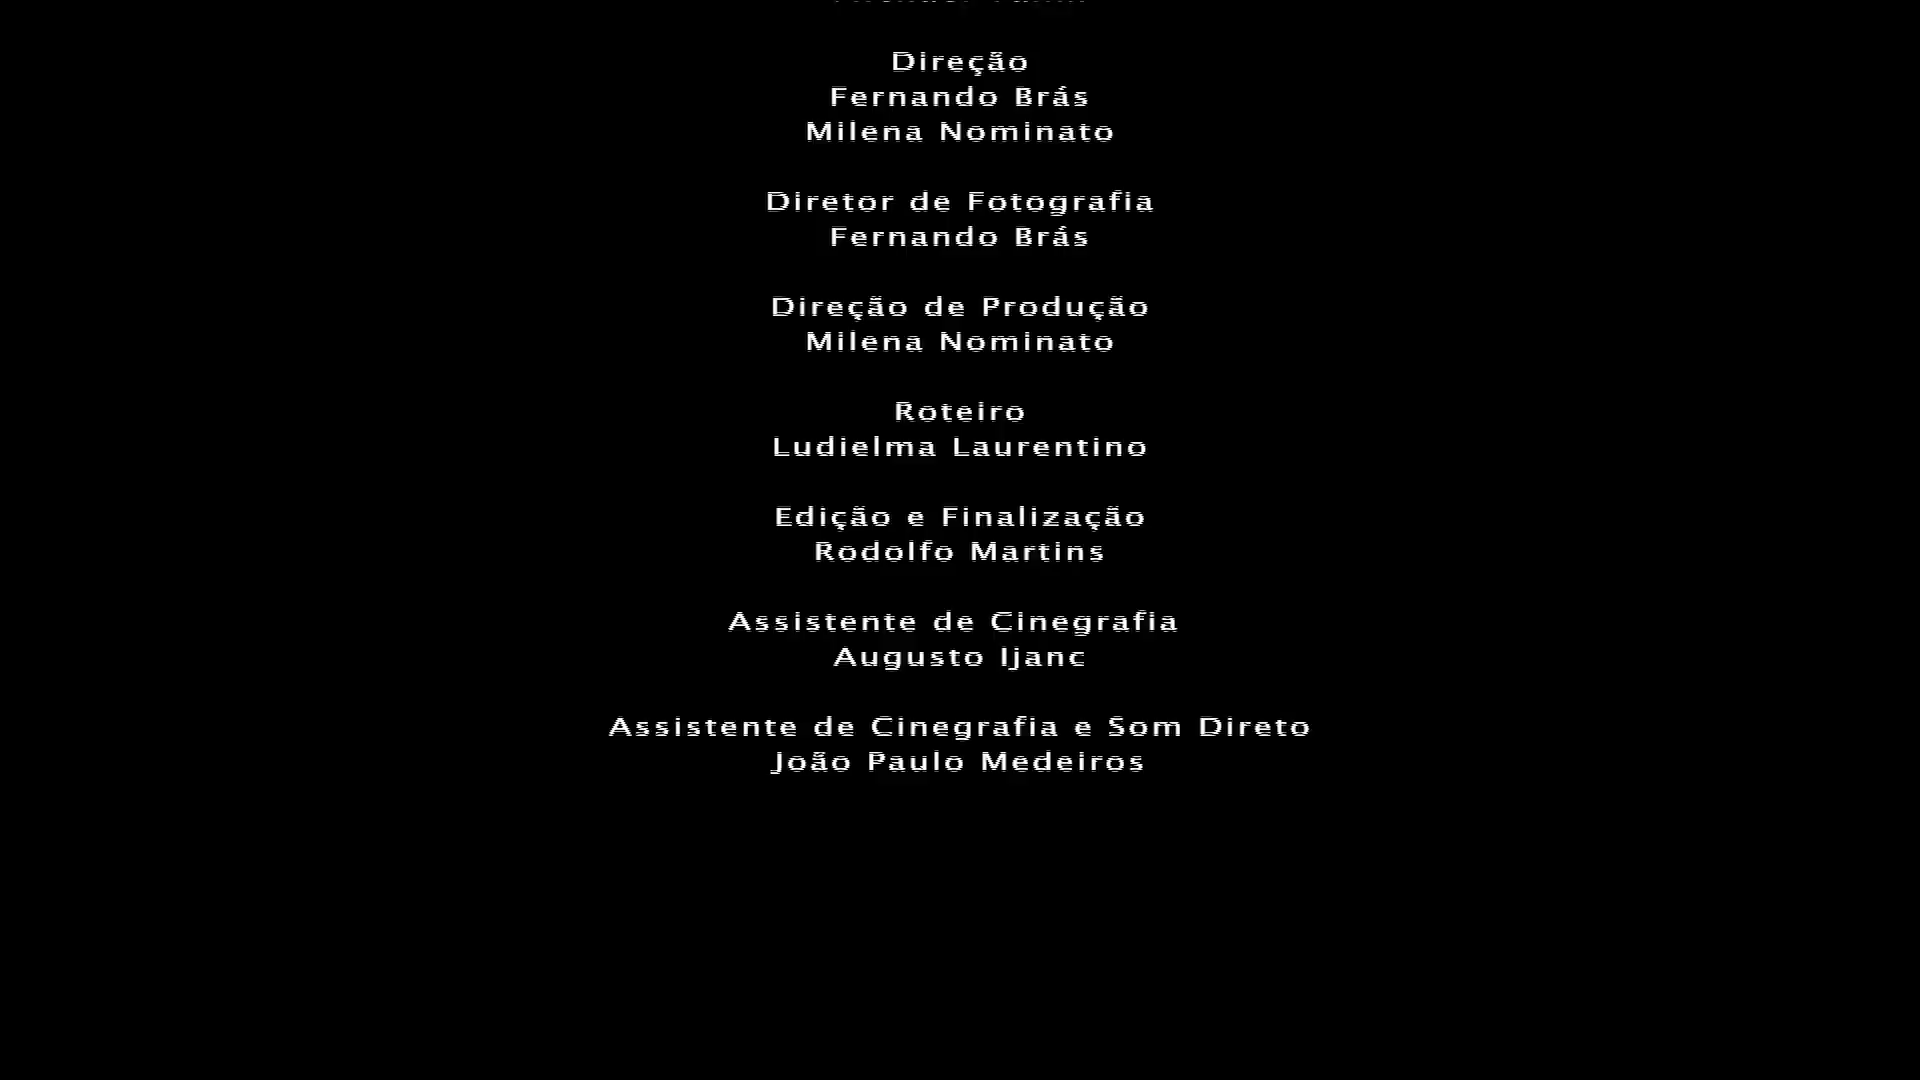 Direção
Fernando Brás
Milena Nominato
Diretor de Fotografia
Fernando Brás
Direção de Produção
Milena Nominato
Roteiro
Ludielma Laurentino
Edição e Finalização
Rodolfo Martins
Assistente de Cinegrafia
Augusto Ijanc
Assistente de Cinegrafia e Som Direto
João Paulo Medeiros